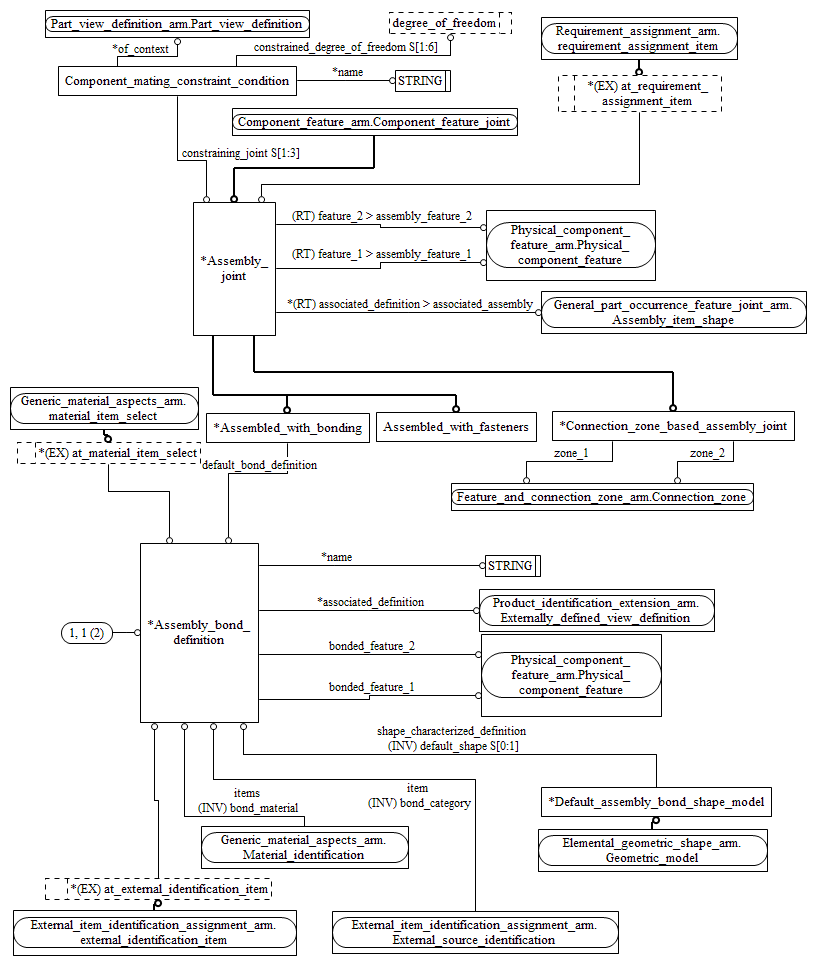 Part_view_definition_arm.Part_view_definition
degree_of_freedom
Requirement_assignment_arm.
requirement_assignment_item
*of_context
constrained_degree_of_freedom S[1:6]
Component_mating_constraint_condition
*name
STRING
*(EX) at_requirement_
assignment_item
Component_feature_arm.Component_feature_joint
constraining_joint S[1:3]
(RT) feature_2 > assembly_feature_2
Physical_component_
feature_arm.Physical_
component_feature
*Assembly_
joint
(RT) feature_1 > assembly_feature_1
*(RT) associated_definition > associated_assembly
General_part_occurrence_feature_joint_arm.
Assembly_item_shape
Generic_material_aspects_arm.
material_item_select
*Assembled_with_bonding
Assembled_with_fasteners
*Connection_zone_based_assembly_joint
*(EX) at_material_item_select
default_bond_definition
zone_1
zone_2
Feature_and_connection_zone_arm.Connection_zone
*name
STRING
*associated_definition
Product_identification_extension_arm.
Externally_defined_view_definition
1, 1 (2)
*Assembly_bond_
definition
bonded_feature_2
Physical_component_
feature_arm.Physical_
component_feature
bonded_feature_1
shape_characterized_definition
(INV) default_shape S[0:1]
items
(INV) bond_material
item
(INV) bond_category
*Default_assembly_bond_shape_model
Generic_material_aspects_arm.
Material_identification
Elemental_geometric_shape_arm.
Geometric_model
*(EX) at_external_identification_item
External_item_identification_assignment_arm.
external_identification_item
External_item_identification_assignment_arm.
External_source_identification